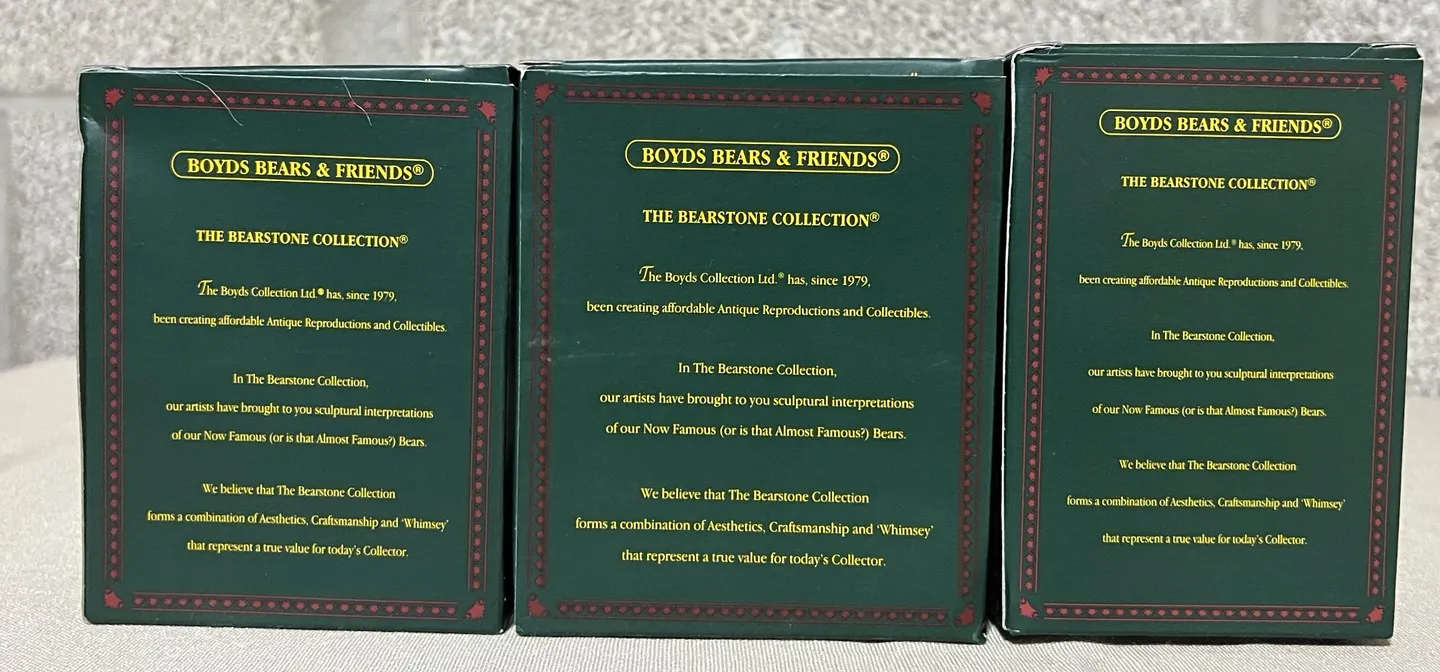 BOYDS BEARS & FRIENDS®
THE BEARSTONE COLLECTION®
The Boyds Collection Ltd.® has, since 1979,
been creating affordable Antique Reproductions and Collectibles.
In The Bearstone Collection,
our artists have brought to you sculptural interpretations
of our Now Famous (or is that Almost Famous?) Bears.
We believe that The Bearstone Collection
forms a combination of Aesthetics, Craftsmanship and 'Whimsey'
that represent a true value for today's Collector.
BOYDS BEARS & FRIENDS®
THE BEARSTONE COLLECTION®
The Boyds Collection Ltd.® has, since 1979,
been creating affordable Antique Reproductions and Collectibles.
In The Bearstone Collection,
our artists have brought to you sculptural interpretations
of our Now Famous (or is that Almost Famous?) Bears.
We believe that The Bearstone Collection
forms a combination of Aesthetics, Craftsmanship and 'Whimsey'
that represent a true value for today's Collector.
BOYDS BEARS & FRIENDS®
THE BEARSTONE COLLECTION®
The Boyds Collection Ltd.® has, since 1979,
been creating affordable Antique Reproductions and Collectibles.
In The Bearstone Collection,
our artists have brought to you sculptural interpretations
of our Now Famous (or is that Almost Famous?) Bears.
We believe that The Bearstone Collection
forms a combination of Aesthetics, Craftsmanship and 'Whimsey'
that represent a true value for today's Collector.